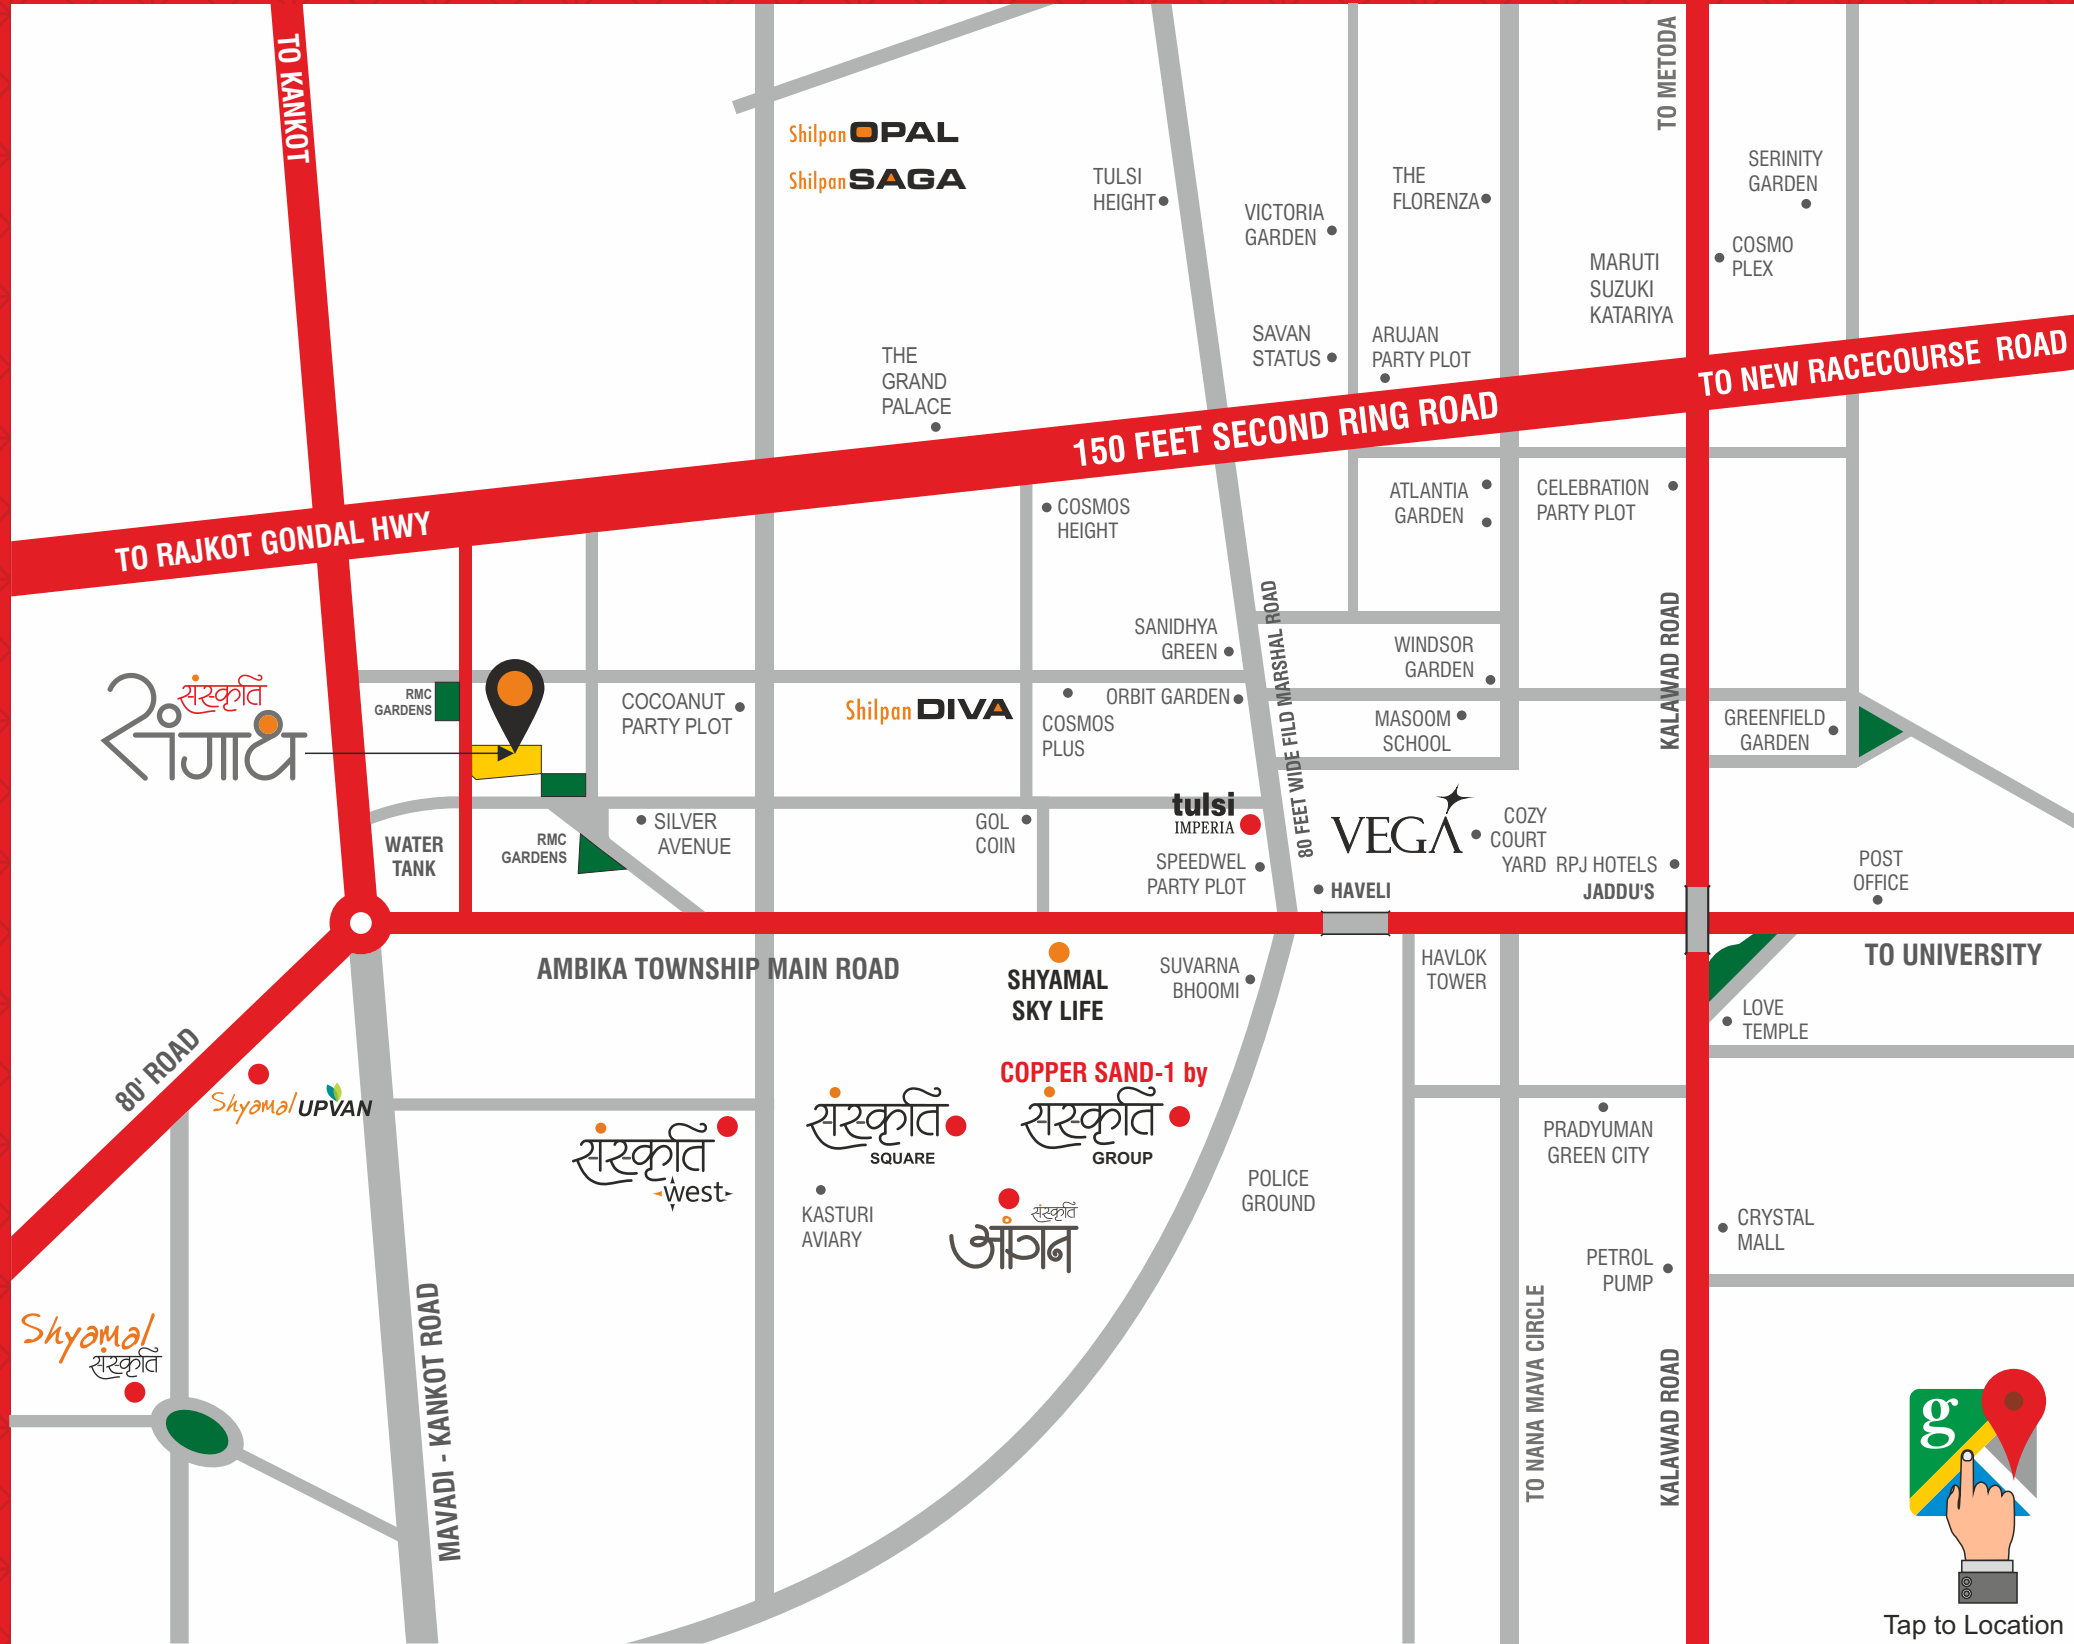 TO KANKOT
TO METODA
Shilpan OPAL
Shilpan SAGA
TULSI
HEIGHT
VICTORIA
GARDEN
THE
FLORENZA
SERINITY
GARDEN
COSMO
PLEX
MARUTI
SUZUKI
KATARIYA
SAVAN
STATUS
ARUJAN
PARTY PLOT
THE
GRAND
PALACE
TO NEW RACECOURSE ROAD
150 FEET SECOND RING ROAD
TO RAJKOT GONDAL HWY
COSMOS
HEIGHT
ATLANTIA
GARDEN
CELEBRATION
PARTY PLOT
80 FEET WIDE FILD MARSHAL ROAD
KALAWAD ROAD
SANIDHYA
GREEN
WINDSOR
GARDEN
संस्कृति
संगाथ
RMC
GARDENS
COCOANUT
PARTY PLOT
Shilpan DIVA
COSMOS
PLUS
ORBIT GARDEN
MASOOM
SCHOOL
GREENFIELD
GARDEN
WATER
TANK
RMC
GARDENS
SILVER
AVENUE
GOL
COIN
tulsi
IMPERIA
SPEEDWEL
PARTY PLOT
VEGA
COZY
COURT
YARD
RPJ HOTELS
JADDU'S
HAVELI
POST
OFFICE
AMBIKA TOWNSHIP MAIN ROAD
SHYAMAL
SKY LIFE
SUVARNA
BHOOMI
HAVLOK
TOWER
TO UNIVERSITY
LOVE
TEMPLE
80' ROAD
Shyamal UPVAN
COPPER SAND-1 by
संस्कृति
GROUP
संस्कृति
SQUARE
संस्कृति
west
KASTURI
AVIARY
संस्कृति
आंगन
POLICE
GROUND
PRADYUMAN
GREEN CITY
CRYSTAL
MALL
PETROL
PUMP
Shyamal
संस्कृति
MAVADI - KANKOT ROAD
TO NANA MAVA CIRCLE
KALAWAD ROAD
g
Tap to Location